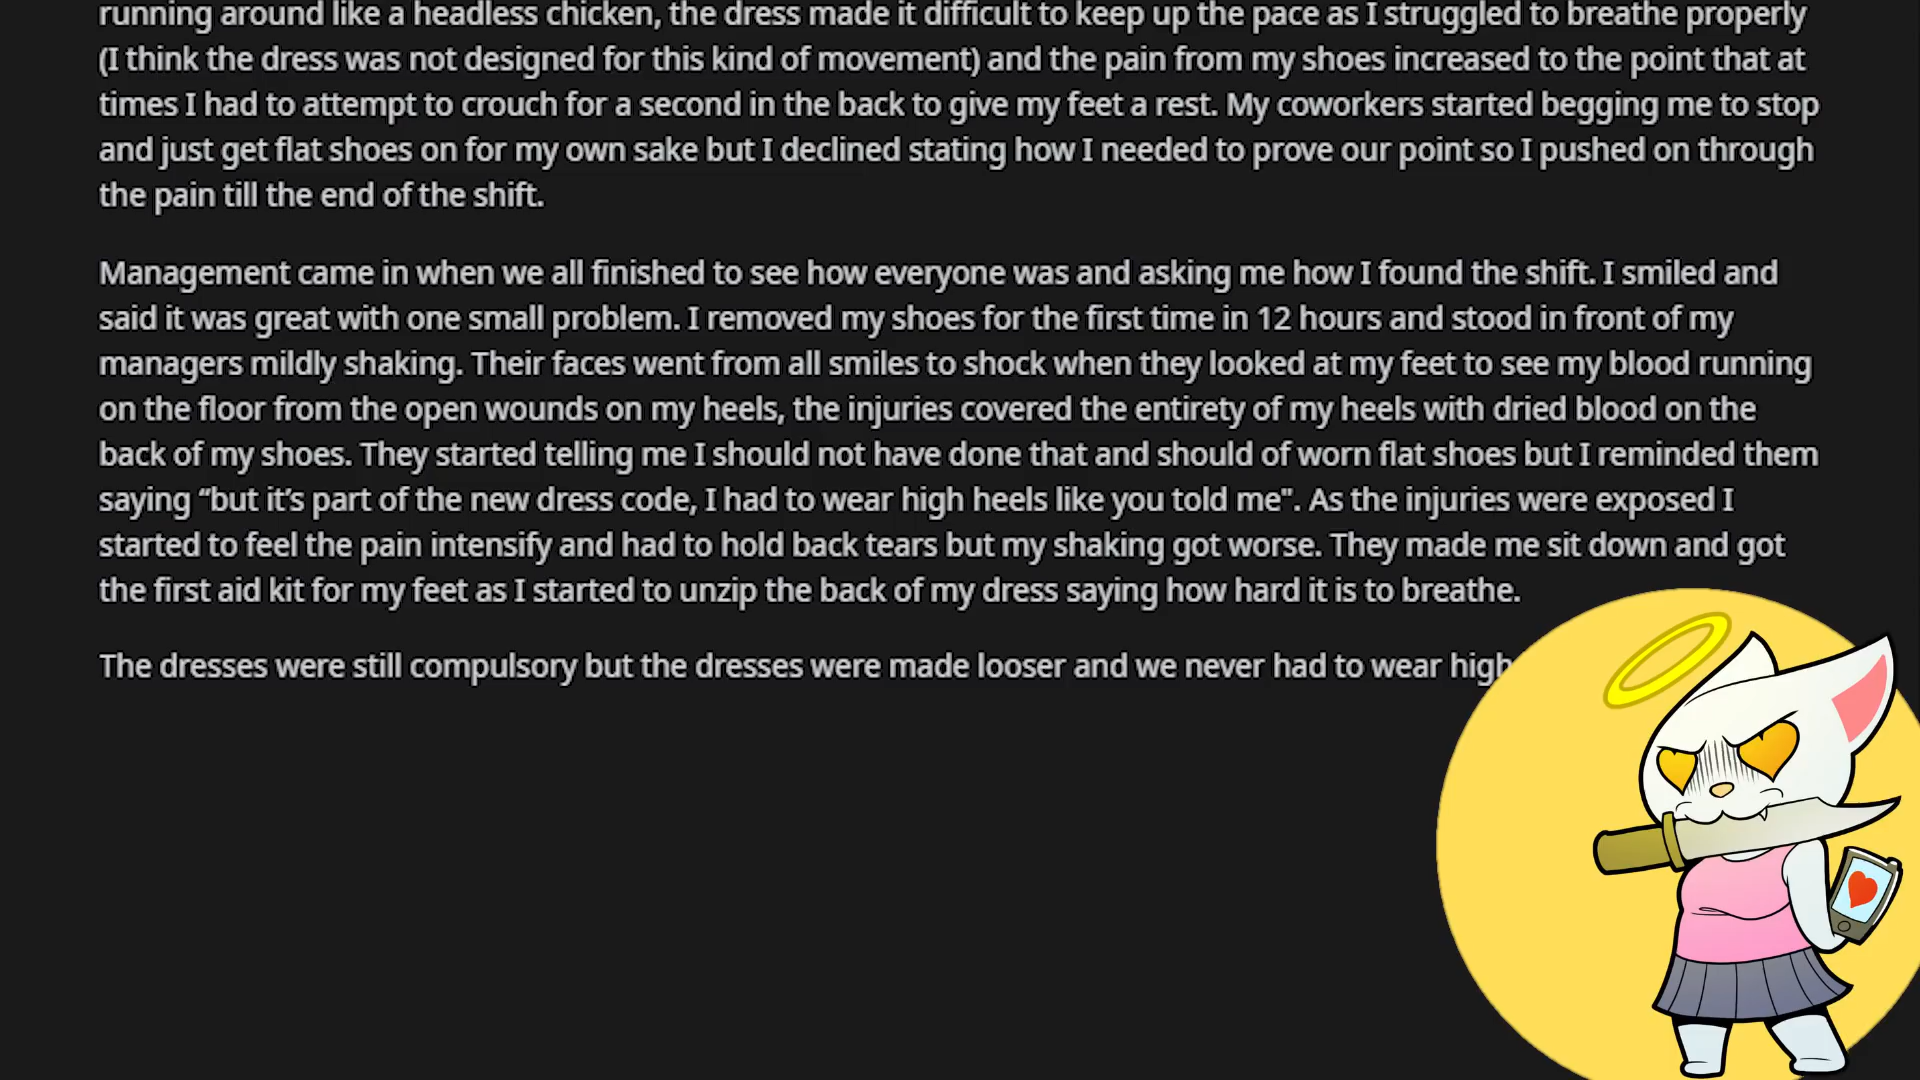 running around like a headless chicken, the dress made it difficult to keep up the pace as I struggled to breathe properly
(I think the dress was not designed for this kind of movement) and the pain from my shoes increased to the point that at
times I had to attempt to crouch for a second in the back to give my feet a rest. My coworkers started begging me to stop
and just get flat shoes on for my own sake but I declined stating how I needed to prove our point so I pushed on through
the pain till the end of the shift.
Management came in when we all finished to see how everyone was and asking me how I found the shift. I smiled and
said it was great with one small problem. I removed my shoes for the first time in 12 hours and stood in front of my
managers mildly shaking. Their faces went from all smiles to shock when they looked at my feet to see my blood running
on the floor from the open wounds on my heels, the injuries covered the entirety of my heels with dried blood on the
back of my shoes. They started telling me I should not have done that and should of worn flat shoes but I reminded them
saying “but it’s part of the new dress code, I had to wear high heels like you told me". As the injuries were exposed I
started to feel the pain intensify and had to hold back tears but my shaking got worse. They made me sit down and got
the first aid kit for my feet as I started to unzip the back of my dress saying how hard it is to breathe.
The dresses were still compulsory but the dresses were made looser and we never had to wear high